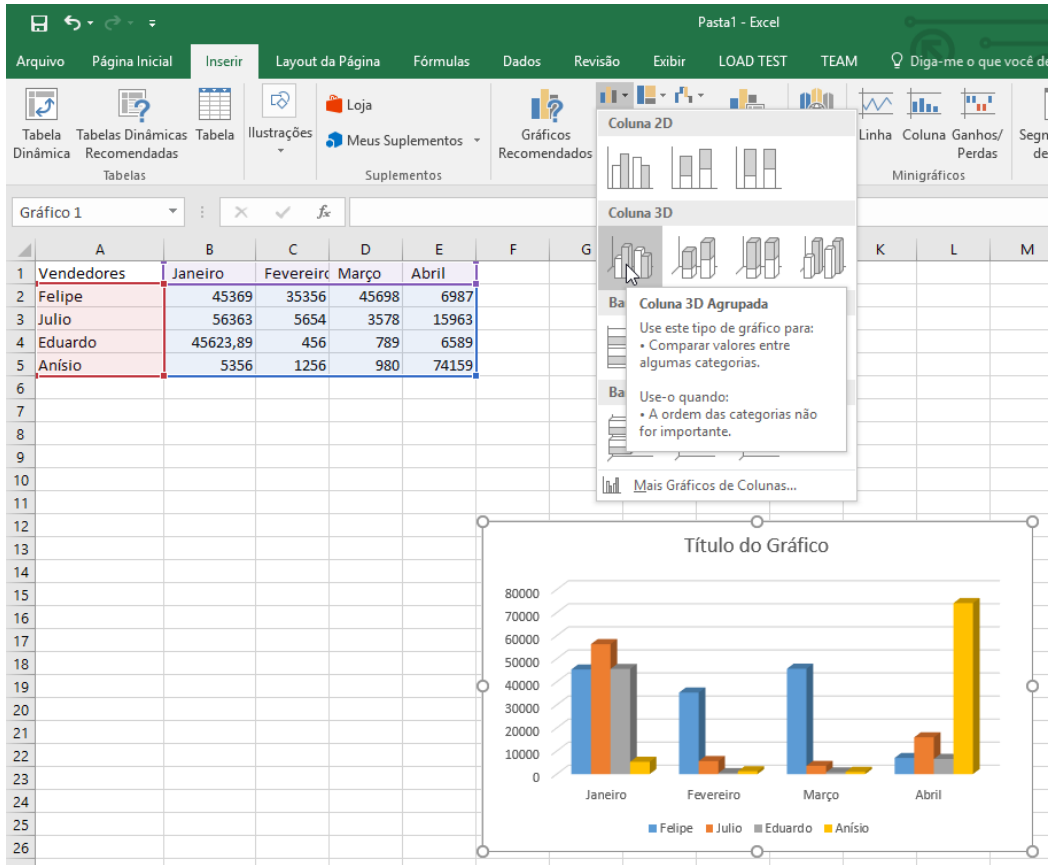 Pasta1 - Excel
Arquivo Página Inicial Inserir Layout da Página Fórmulas Dados Revisão Exibir LOAD TEST TEAM Diga-me o que você de
Tabela Dinâmica
Tabelas Dinâmicas Recomendadas
Tabela
Tabelas
Ilustrações
Loja
Meus Suplementos
Suplementos
Gráficos Recomendados
Linha Coluna Ganhos/ Perdas
Minigráficos
Segn
de
Coluna 2D
Coluna 3D
Ba
Ba
Coluna 3D Agrupada
Use este tipo de gráfico para:
• Comparar valores entre
algumas categorias.
Use-o quando:
• A ordem das categorias não
for importante.
Mais Gráficos de Colunas...
Gráfico 1 fx
A B C D E F G K L M
1 Vendedores Janeiro Fevereirc Março Abril
2 Felipe 45369 35356 45698 6987
3 Julio 56363 5654 3578 15963
4 Eduardo 45623,89 456 789 6589
5 Anísio 5356 1256 980 74159
6
7
8
9
10
11
12
13
14
15
16
17
18
19
20
21
22
23
24
25
26
Título do Gráfico
80000
70000
60000
50000
40000
30000
20000
10000
0
Janeiro Fevereiro Março Abril
Felipe Julio Eduardo Anísio